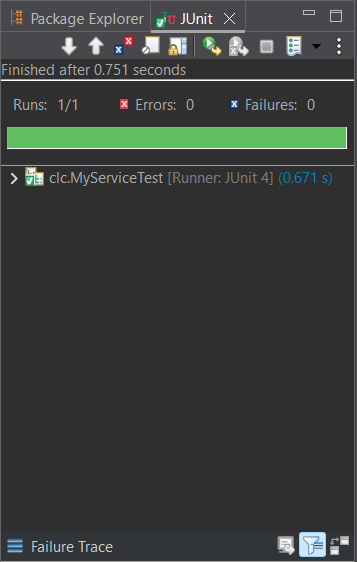 Package Explorer JUnit
Finished after 0.751 seconds
Runs: 1/1 Errors: 0 Failures: 0
clc.MyServiceTest [Runner: JUnit 4] (0.671 s)
Failure Trace